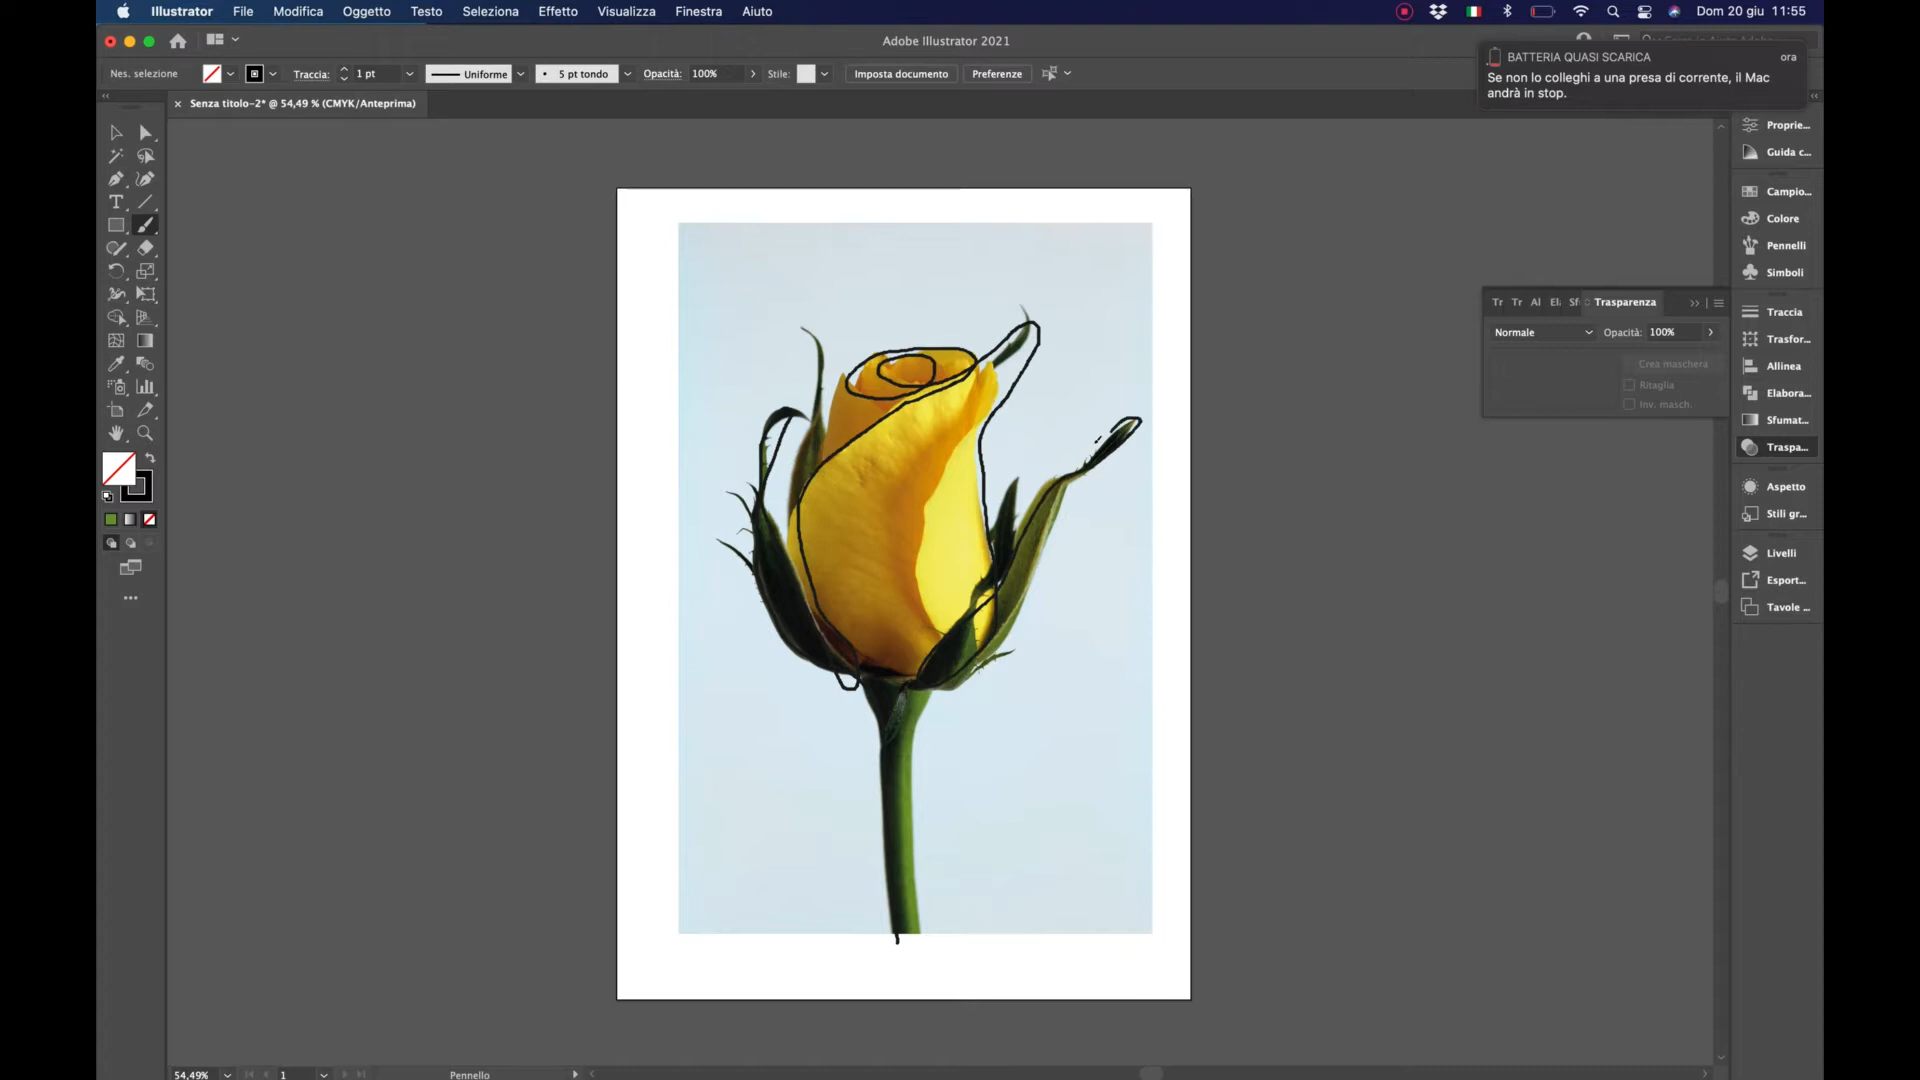 Illustrator File Modifica Oggetto Testo Seleziona Effetto Visualizza Finestra Aiuto Dom 20 giu 11:55
Adobe Illustrator 2021
BATTERIA QUASI SCARICA ora
Se non lo colleghi a una presa di corrente, il Mac
andrà in stop.
Nes. selezione Traccia: 1 pt Uniforme 5 pt tondo Opacità: 100% Stile: Imposta documento Preferenze
Senza titolo-2* @ 54,49 % (CMYK/Anteprima)
Proprie...
Guida c...
Campio...
Colore
Pennelli
Simboli
Tr Tr Al Trasparenza
Normale Opacità: 100%
Crea maschera
Ritaglia
Inv. masch.
Traccia
Trasfor...
Allinea
Elabora...
Sfumat...
Traspa...
Aspetto
Stili gr...
Livelli
Esport...
Tavole ...
54,49% 1 Pennello